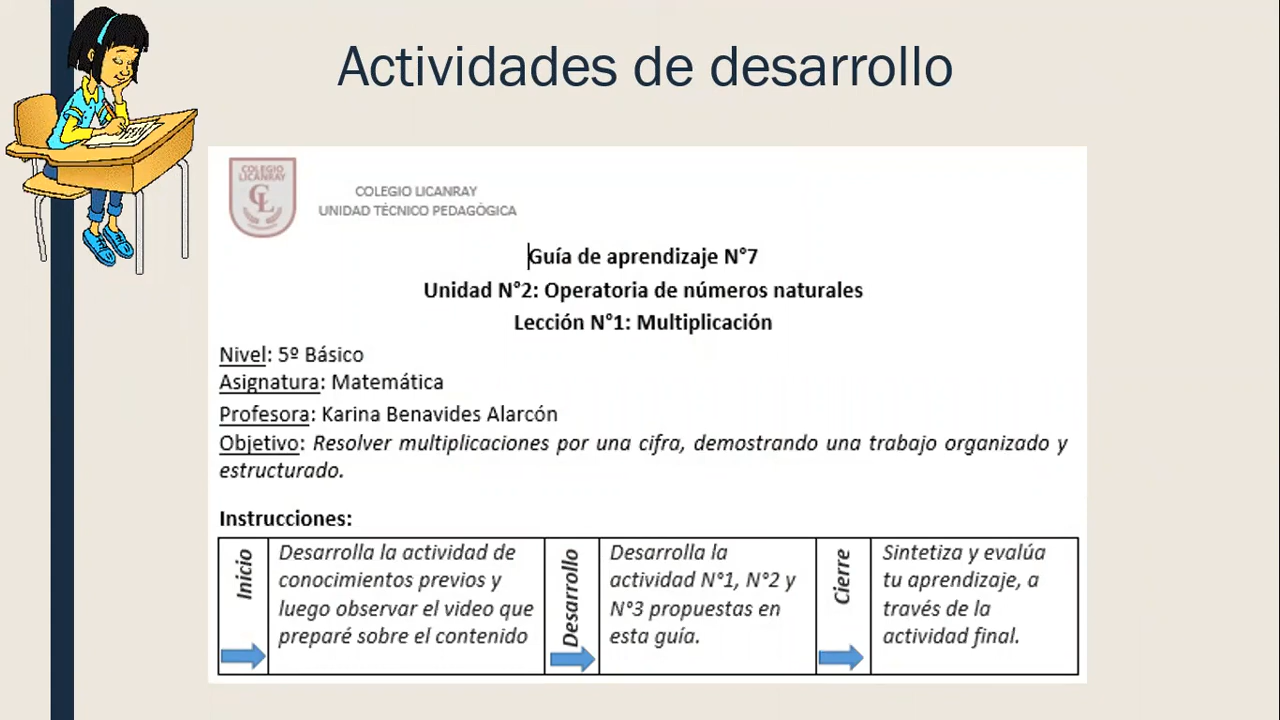 Actividades de desarrollo
COLEGIO
LICANRAY
CL
COLEGIO LICANRAY
UNIDAD TÉCNICO PEDAGÓGICA
Guía de aprendizaje N°7
Unidad N°2: Operatoria de números naturales
Lección N°1: Multiplicación
Nivel: 5º Básico
Asignatura: Matemática
Profesora: Karina Benavides Alarcón
Objetivo: Resolver multiplicaciones por una cifra, demostrando una trabajo organizado y
estructurado.
Instrucciones:
Inicio
Desarrolla la actividad de
conocimientos previos y
luego observar el video que
preparé sobre el contenido
Desarrollo
Desarrolla la
actividad N°1, N°2 y
N°3 propuestas en
esta guía.
Cierre
Sintetiza y evalúa
tu aprendizaje, a
través de la
actividad final.